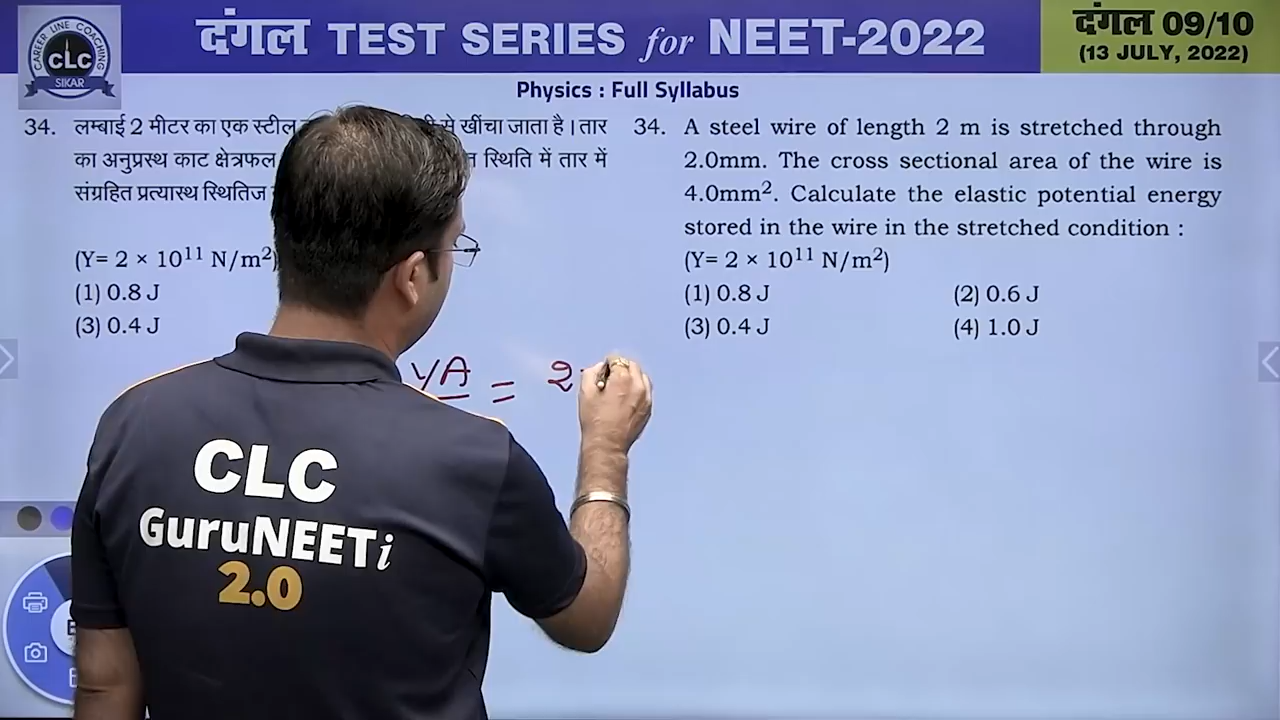 दंगल TEST SERIES for NEET-2022
दंगल 09/10
(13 JULY, 2022)
CAREER LINE COACHING
CLC
SIKAR
Physics : Full Syllabus
34. लम्बाई 2 मीटर का एक स्टील से खींचा जाता है। तार
का अनुप्रस्थ काट क्षेत्रफल स्थिति में तार में
संग्रहित प्रत्यास्थ स्थितिज
(Y= 2 × 10¹¹ N/m²)
(1) 0.8 J
(3) 0.4 J
34. A steel wire of length 2 m is stretched through
2.0mm. The cross sectional area of the wire is
4.0mm². Calculate the elastic potential energy
stored in the wire in the stretched condition :
(Y= 2 × 10¹¹ N/m²)
(1) 0.8 J (2) 0.6 J
(3) 0.4 J (4) 1.0 J
YA = 2
CLC
GuruNEETi
2.0